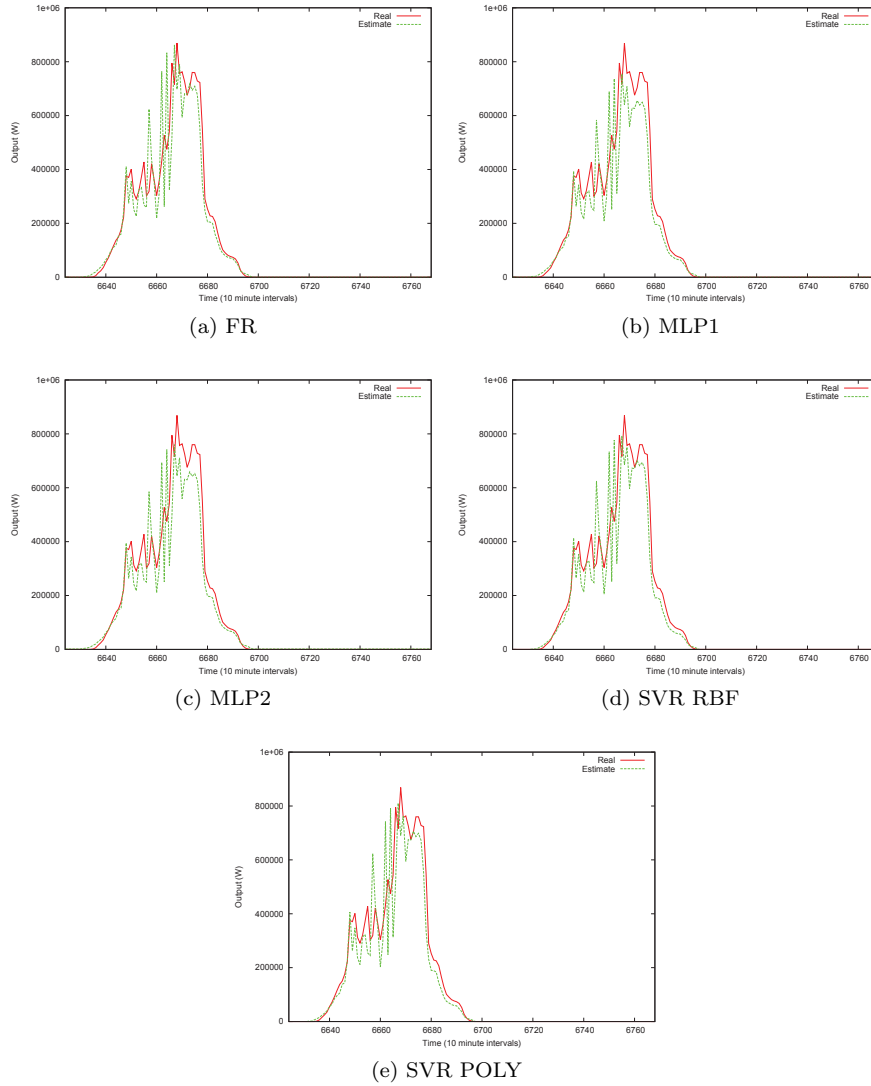 1e+06
Real
Estimate
800000
600000
400000
200000
0
Output (W)
6640 6660 6680 6700 6720 6740 6760
Time (10 minute intervals)
(a) FR
1e+06
Real
Estimate
800000
600000
400000
200000
0
Output (W)
6640 6660 6680 6700 6720 6740 6760
Time (10 minute intervals)
(b) MLP1
1e+06
Real
Estimate
800000
600000
400000
200000
0
Output (W)
6640 6660 6680 6700 6720 6740 6760
Time (10 minute intervals)
(c) MLP2
1e+06
Real
Estimate
800000
600000
400000
200000
0
Output (W)
6640 6660 6680 6700 6720 6740 6760
Time (10 minute intervals)
(d) SVR RBF
1e+06
Real
Estimate
800000
600000
400000
200000
0
Output (W)
6640 6660 6680 6700 6720 6740 6760
Time (10 minute intervals)
(e) SVR POLY